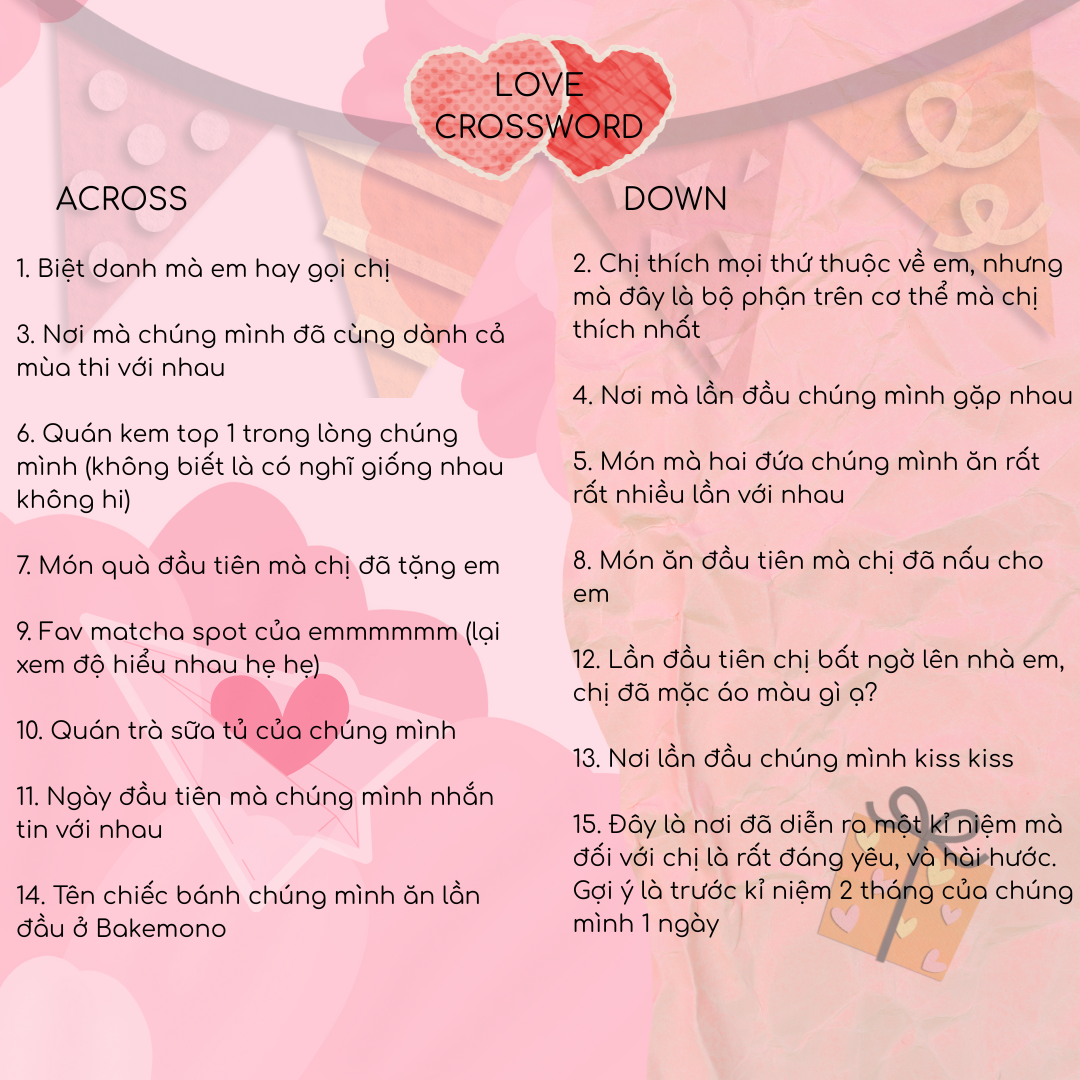 LOVE
CROSSWORD
ACROSS
1. Biệt danh mà em hay gọi chị
3. Nơi mà chúng mình đã cùng dành cả
mùa thi với nhau
6. Quán kem top 1 trong lòng chúng
mình (không biết là có nghĩ giống nhau
không hi)
7. Món quà đầu tiên mà chị đã tặng em
9. Fav matcha spot của emmmmmm (lại
xem độ hiểu nhau hẹ hẹ)
10. Quán trà sữa tủ của chúng mình
11. Ngày đầu tiên mà chúng mình nhắn
tin với nhau
14. Tên chiếc bánh chúng mình ăn lần
đầu ở Bakemono
DOWN
2. Chị thích mọi thứ thuộc về em, nhưng
mà đây là bộ phận trên cơ thể mà chị
thích nhất
4. Nơi mà lần đầu chúng mình gặp nhau
5. Món mà hai đứa chúng mình ăn rất
rất nhiều lần với nhau
8. Món ăn đầu tiên mà chị đã nấu cho
em
12. Lần đầu tiên chị bất ngờ lên nhà em,
chị đã mặc áo màu gì ạ?
13. Nơi lần đầu chúng mình kiss kiss
15. Đây là nơi đã diễn ra một kỉ niệm mà
đối với chị là rất đáng yêu, và hài hước.
Gợi ý là trước kỉ niệm 2 tháng của chúng
mình 1 ngày